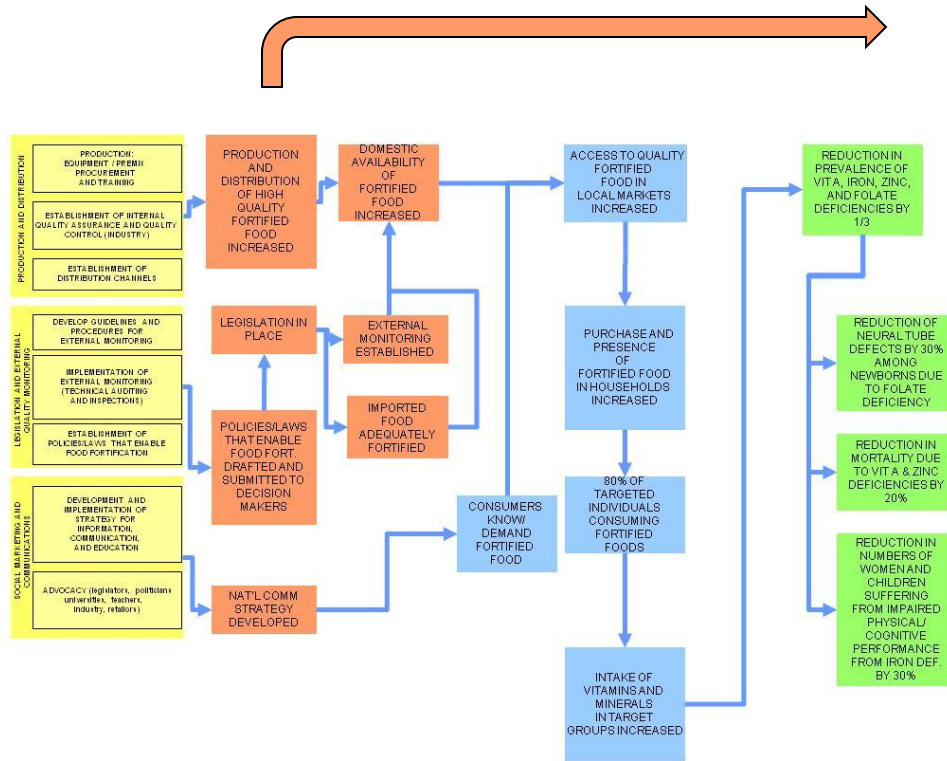 PRODUCTION AND DISTRIBUTION
PRODUCTION:
EQUIPMENT / PREMIX
PROCUREMENT
AND TRAINING
ESTABLISHMENT OF INTERNAL
QUALITY ASSURANCE AND QUALITY
CONTROL (INDUSTRY)
ESTABLISHMENT OF
DISTRIBUTION CHANNELS
LEGISLATION AND EXTERNAL
QUALITY MONITORING
DEVELOP GUIDELINES AND
PROCEDURES FOR
EXTERNAL MONITORING
IMPLEMENTATION OF
EXTERNAL MONITORING
(TECHNICAL AUDITING
AND INSPECTIONS)
ESTABLISHMENT OF
POLICIES/LAWS THAT ENABLE
FOOD FORTIFICATION
SOCIAL MARKETING AND
COMMUNICATIONS
DEVELOPMENT AND
IMPLEMENTATION OF
STRATEGY FOR
INFORMATION,
COMMUNICATION,
AND EDUCATION
ADVOCACY (legislators, politicians
universities, teachers,
industry, retailors)
PRODUCTION
AND
DISTRIBUTION
OF HIGH
QUALITY
FORTIFIED
FOOD
INCREASED
DOMESTIC
AVAILABILITY
OF
FORTIFIED
FOOD
INCREASED
LEGISLATION IN
PLACE
EXTERNAL
MONITORING
ESTABLISHED
IMPORTED
FOOD
ADEQUATELY
FORTIFIED
POLICIES/LAWS
THAT ENABLE
FOOD FORT.
DRAFTED AND
SUBMITTED TO
DECISION
MAKERS
NAT'L COMM
STRATEGY
DEVELOPED
CONSUMERS
KNOW/
DEMAND
FORTIFIED
FOOD
ACCESS TO QUALITY
FORTIFIED
FOOD IN
LOCAL MARKETS
INCREASED
PURCHASE AND
PRESENCE
OF
FORTIFIED FOOD
IN HOUSEHOLDS
INCREASED
80% OF
TARGETED
INDIVIDUALS
CONSUMING
FORTIFIED
FOODS
INTAKE OF
VITAMINS AND
MINERALS
IN TARGET
GROUPS INCREASED
REDUCTION IN
PREVALENCE OF
VIT A, IRON, ZINC,
AND FOLATE
DEFICIENCIES BY
1/3
REDUCTION OF
NEURAL TUBE
DEFECTS BY 30%
AMONG
NEWBORNS DUE
TO FOLATE
DEFICIENCY
REDUCTION IN
MORTALITY DUE
TO VIT A & ZINC
DEFICIENCIES BY
20%
REDUCTION IN
NUMBERS OF
WOMEN AND
CHILDREN
SUFFERING
FROM IMPAIRED
PHYSICAL/
COGNITIVE
PERFORMANCE
FROM IRON DEF.
BY 30%